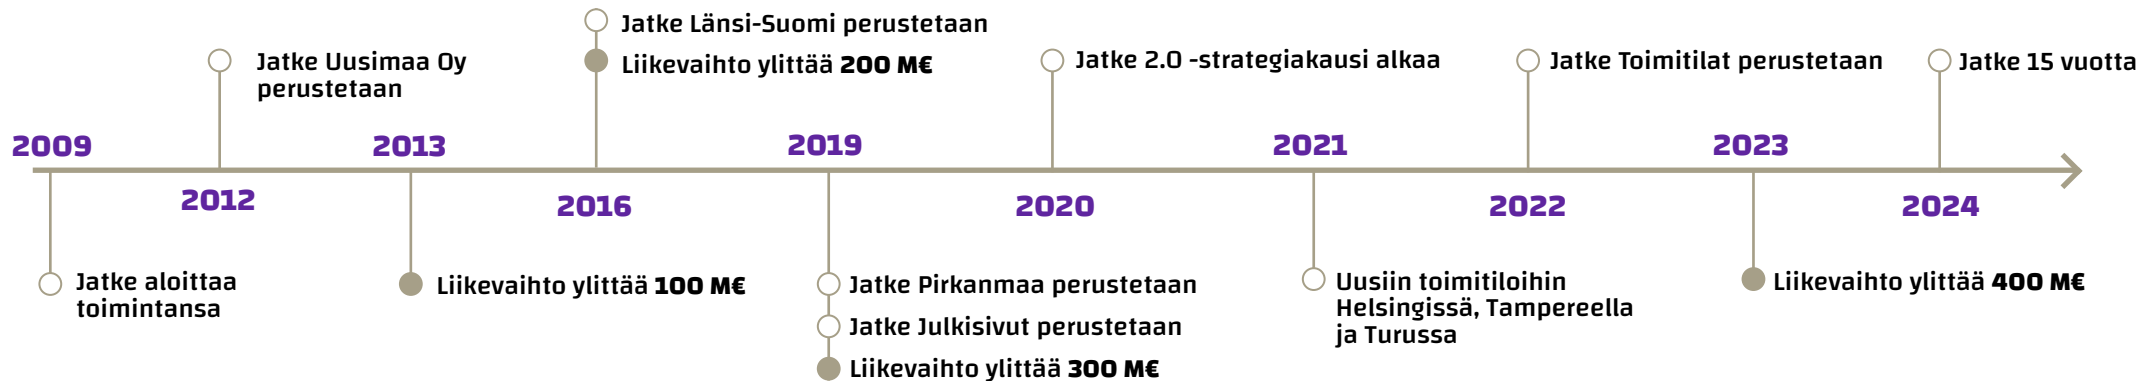 2009
Jatke aloittaa
toimintansa
Jatke Uusimaa Oy
perustetaan
2012
2013
Liikevaihto ylittää 100 M€
Jatke Länsi-Suomi perustetaan
Liikevaihto ylittää 200 M€
2016
2019
Jatke Pirkanmaa perustetaan
Jatke Julkisivut perustetaan
Liikevaihto ylittää 300 M€
Jatke 2.0 -strategiakausi alkaa
2020
2021
Uusiin toimitiloihin
Helsingissä, Tampereella
ja Turussa
Jatke Toimitilat perustetaan
2022
2023
Liikevaihto ylittää 400 M€
Jatke 15 vuotta
2024